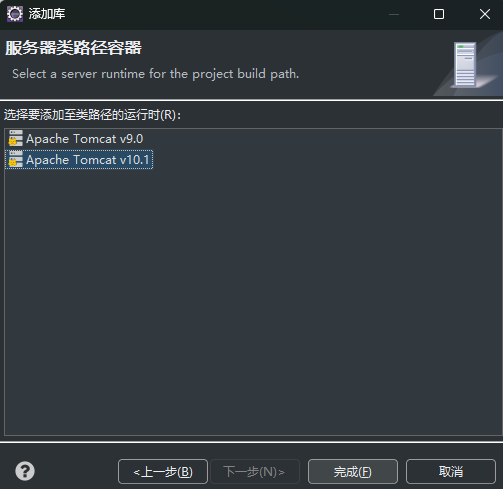 添加库
服务器类路径容器
Select a server runtime for the project build path.
选择要添加至类路径的运行时(R):
Apache Tomcat v9.0
Apache Tomcat v10.1
?
<上一步(B) 下一步(N)> 完成(F) 取消